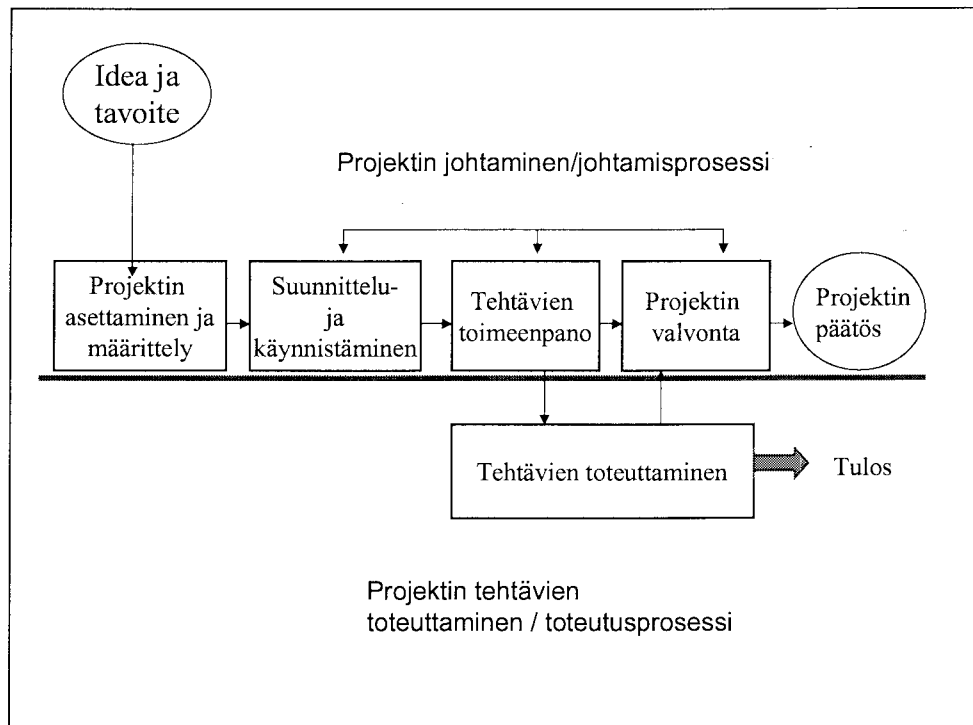 Idea ja
tavoite
Projektin johtaminen/johtamisprosessi
Projektin
asettaminen ja
määrittely
Suunnittelu-
ja
käynnistäminen
Tehtävien
toimeenpano
Projektin
valvonta
Projektin
päätös
Tehtävien toteuttaminen
Tulos
Projektin tehtävien
toteuttaminen / toteutusprosessi